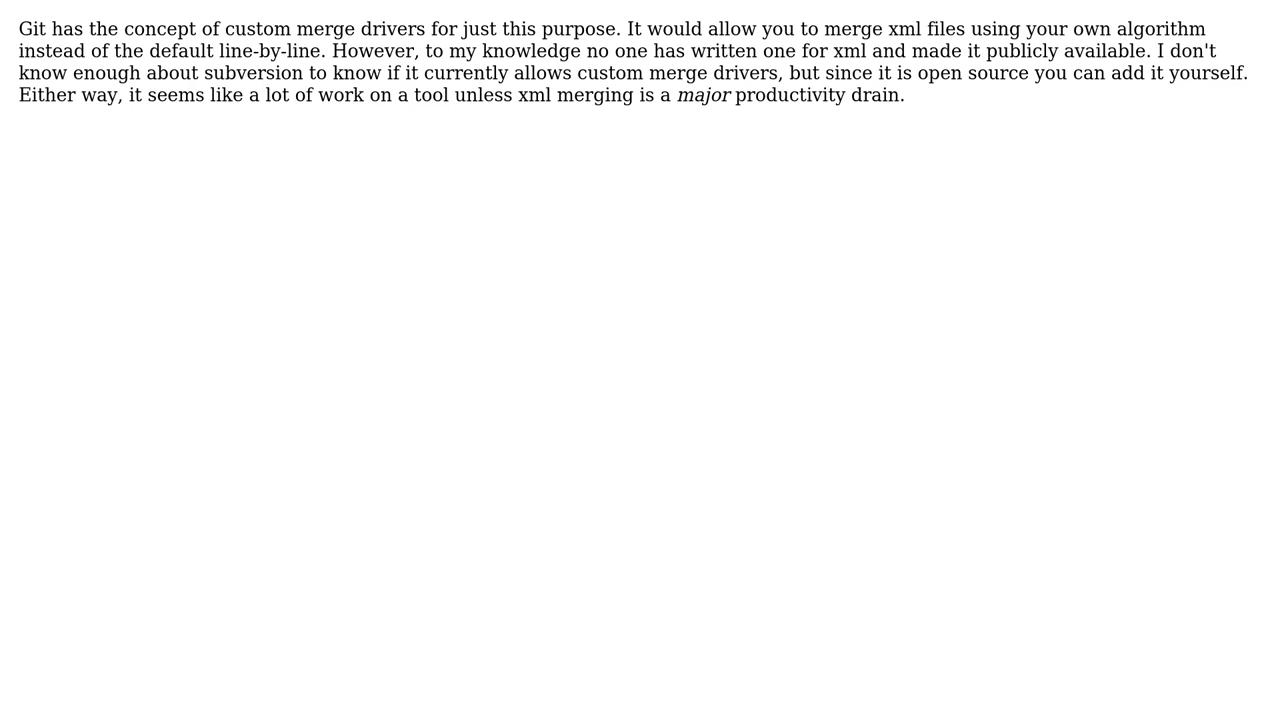 Git has the concept of custom merge drivers for just this purpose. It would allow you to merge xml files using your own algorithm
instead of the default line-by-line. However, to my knowledge no one has written one for xml and made it publicly available. I don't
know enough about subversion to know if it currently allows custom merge drivers, but since it is open source you can add it yourself.
Either way, it seems like a lot of work on a tool unless xml merging is a major productivity drain.